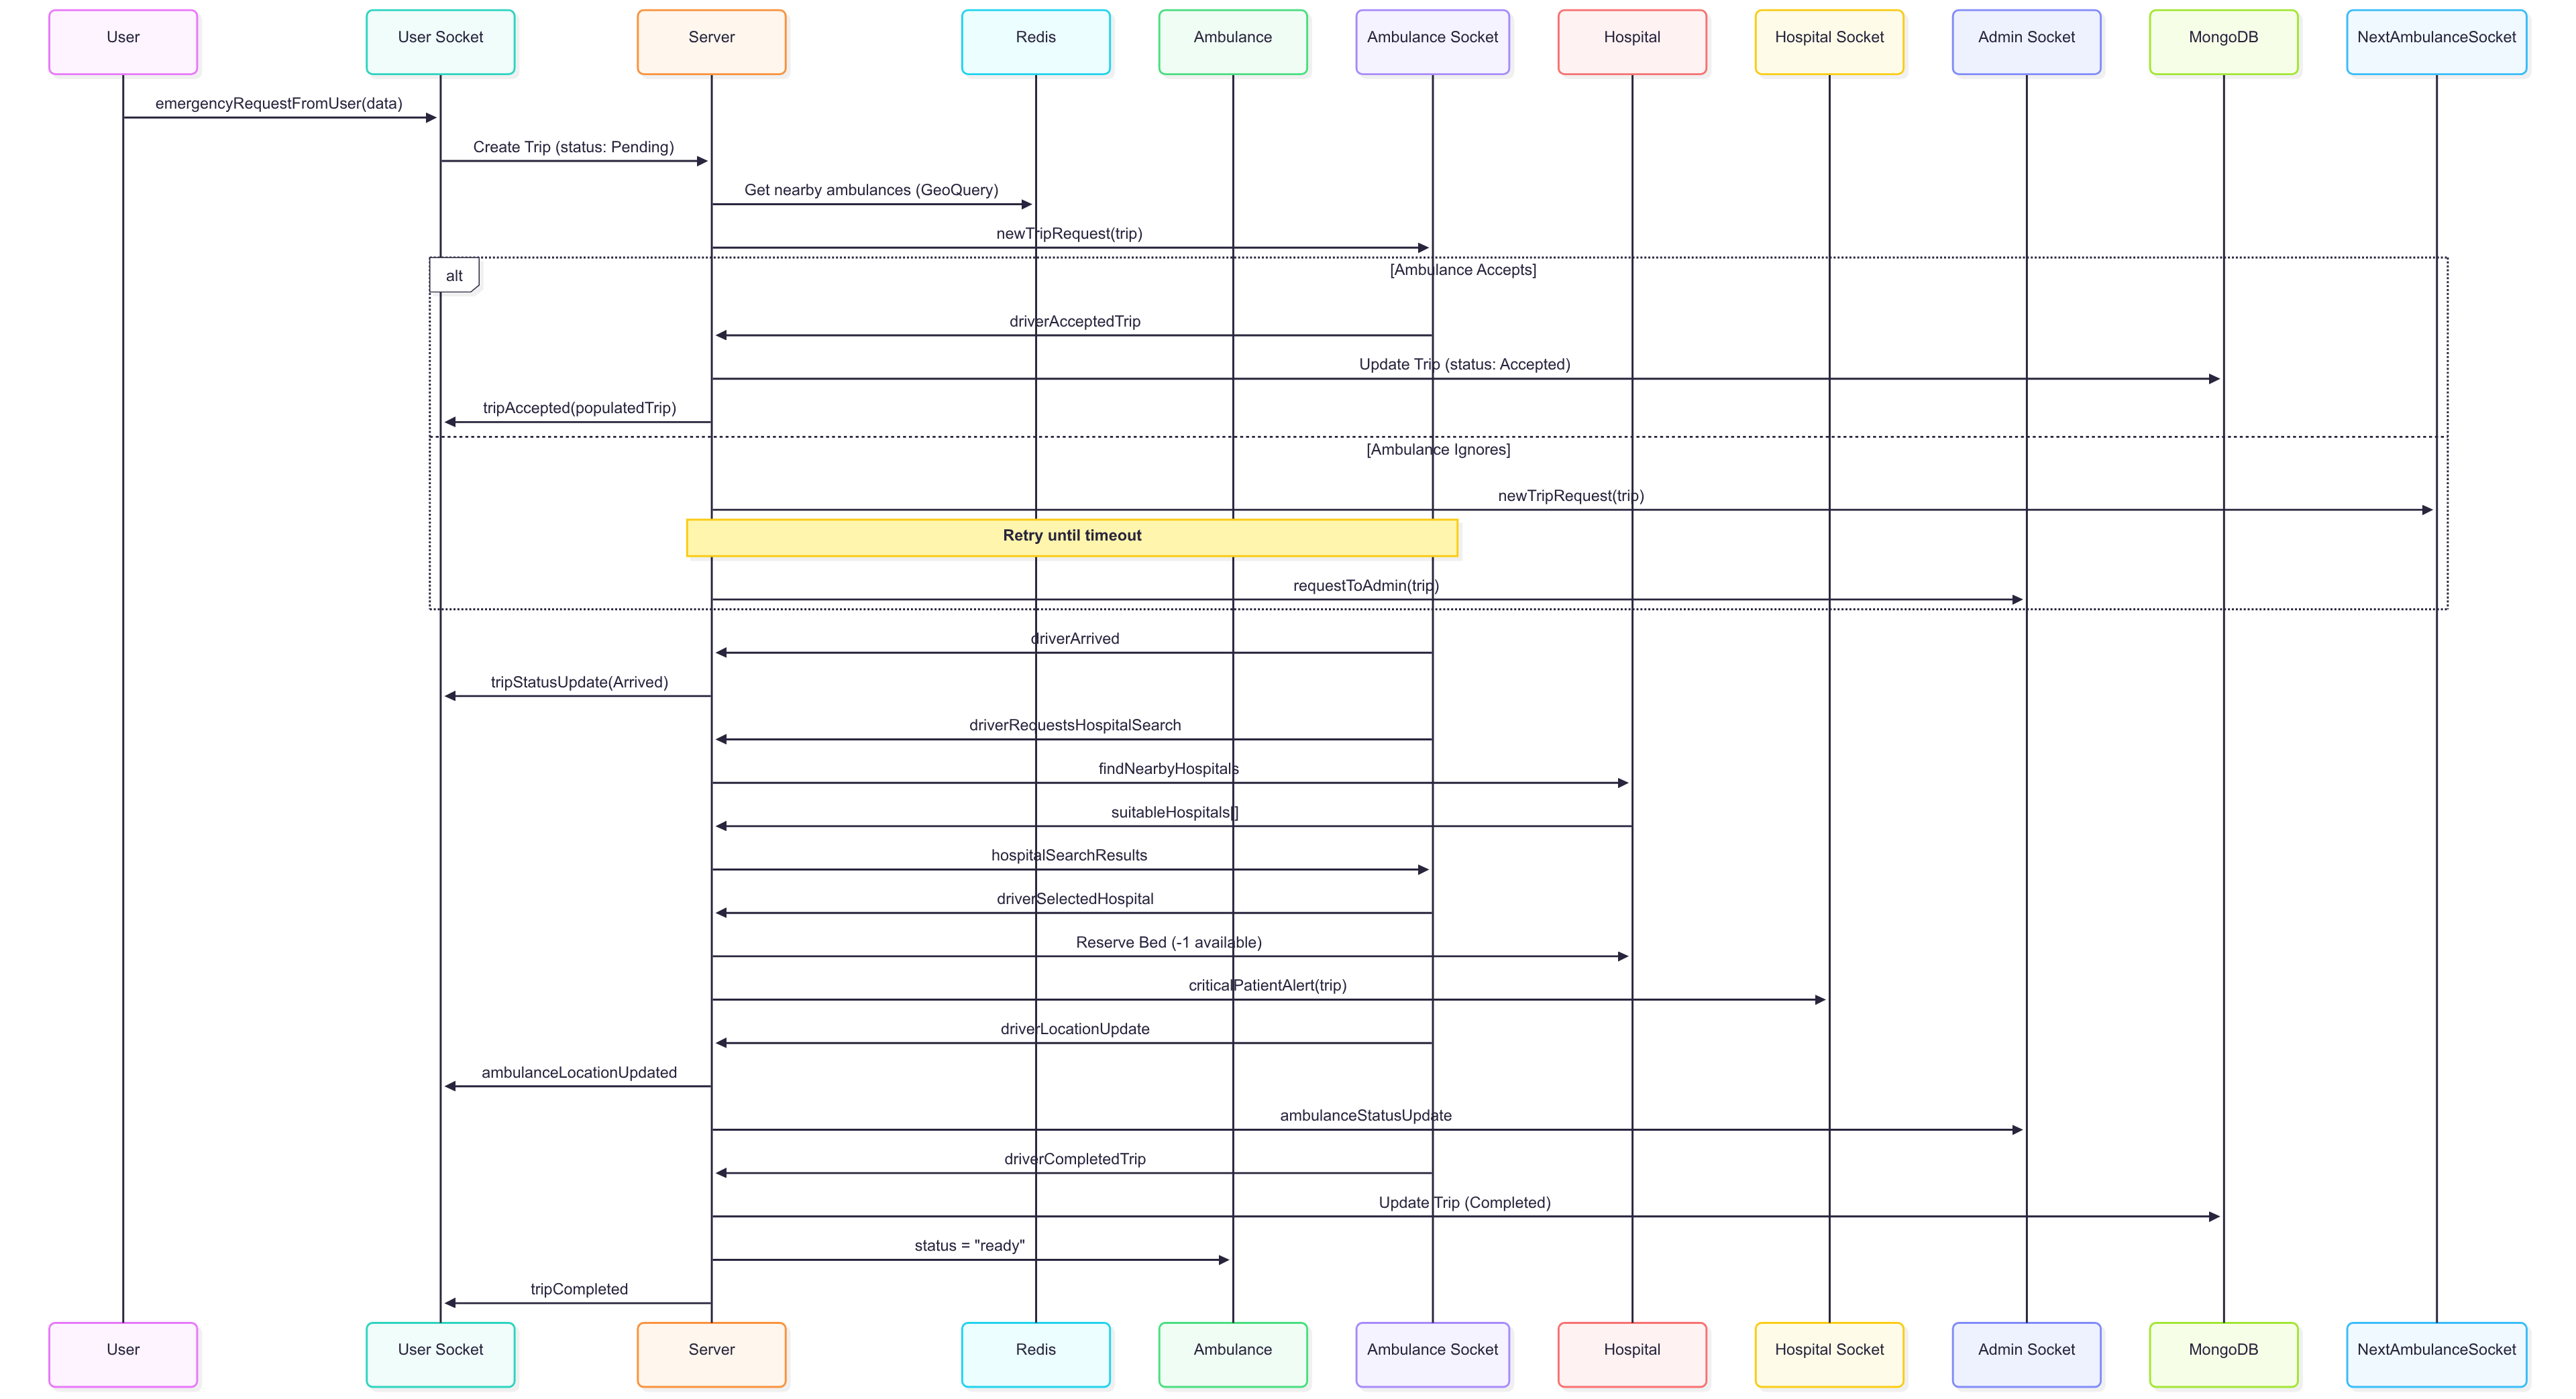 User
User Socket
Server
Redis
Ambulance
Ambulance Socket
Hospital
Hospital Socket
Admin Socket
MongoDB
NextAmbulanceSocket
emergencyRequestFromUser(data)
Create Trip (status: Pending)
Get nearby ambulances (GeoQuery)
newTripRequest(trip)
alt
[Ambulance Accepts]
driverAcceptedTrip
Update Trip (status: Accepted)
tripAccepted(populatedTrip)
[Ambulance Ignores]
newTripRequest(trip)
Retry until timeout
requestToAdmin(trip)
driverArrived
tripStatusUpdate(Arrived)
driverRequestsHospitalSearch
findNearbyHospitals
suitableHospitals[]
hospitalSearchResults
driverSelectedHospital
Reserve Bed (-1 available)
criticalPatientAlert(trip)
driverLocationUpdate
ambulanceLocationUpdated
ambulanceStatusUpdate
driverCompletedTrip
Update Trip (Completed)
status = "ready"
tripCompleted
User
User Socket
Server
Redis
Ambulance
Ambulance Socket
Hospital
Hospital Socket
Admin Socket
MongoDB
NextAmbulanceSocket